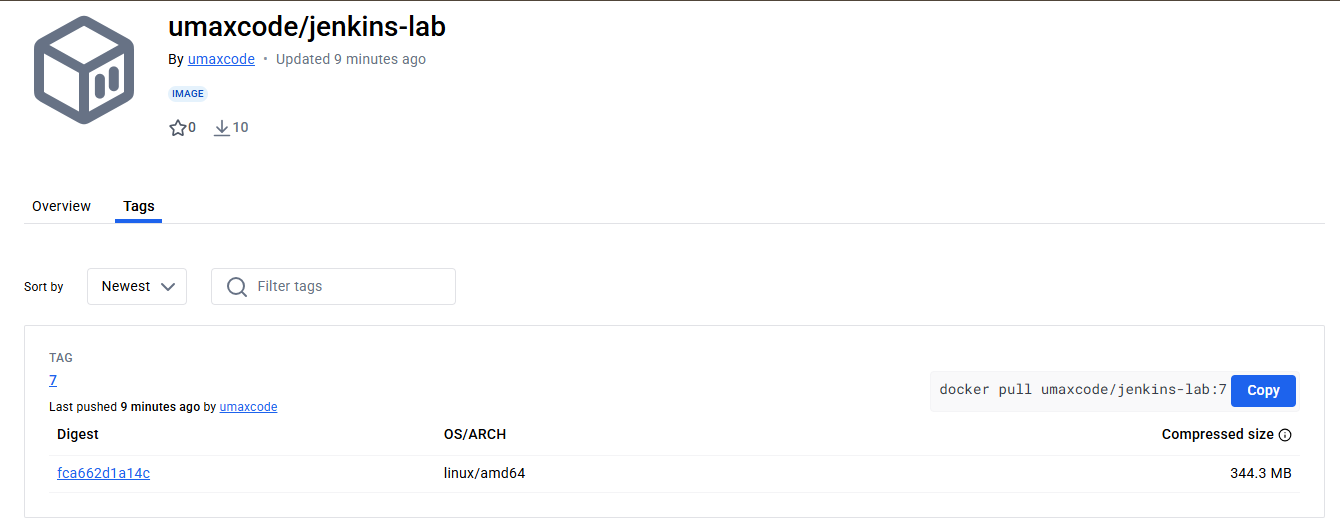 umaxcode/jenkins-lab
By umaxcode • Updated 9 minutes ago
IMAGE
0 10
Overview Tags
Sort by Newest Filter tags
TAG
7
docker pull umaxcode/jenkins-lab:7 Copy
Last pushed 9 minutes ago by umaxcode
Digest OS/ARCH Compressed size
fca662d1a14c linux/amd64 344.3 MB